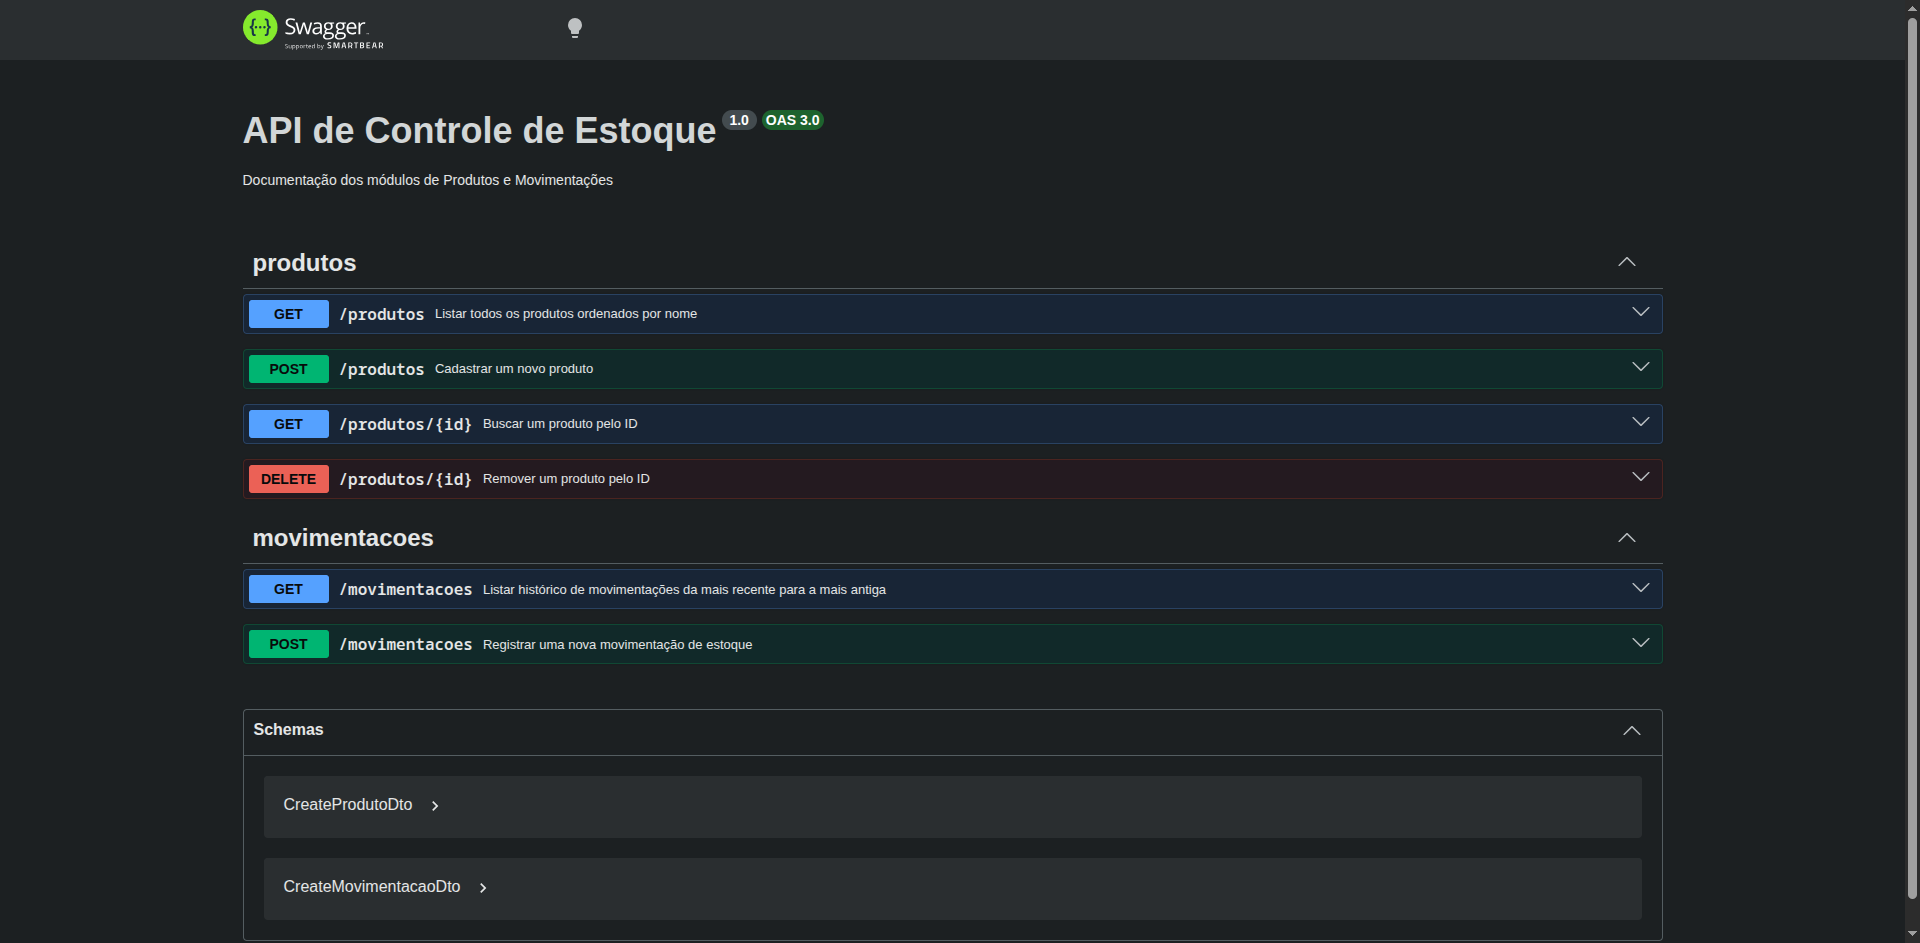 Swagger
Supported by SMARTBEAR
API de Controle de Estoque 1.0 OAS 3.0
Documentação dos módulos de Produtos e Movimentações
produtos
GET /produtos Listar todos os produtos ordenados por nome
POST /produtos Cadastrar um novo produto
GET /produtos/{id} Buscar um produto pelo ID
DELETE /produtos/{id} Remover um produto pelo ID
movimentacoes
GET /movimentacoes Listar histórico de movimentações da mais recente para a mais antiga
POST /movimentacoes Registrar uma nova movimentação de estoque
Schemas
CreateProdutoDto
CreateMovimentacaoDto